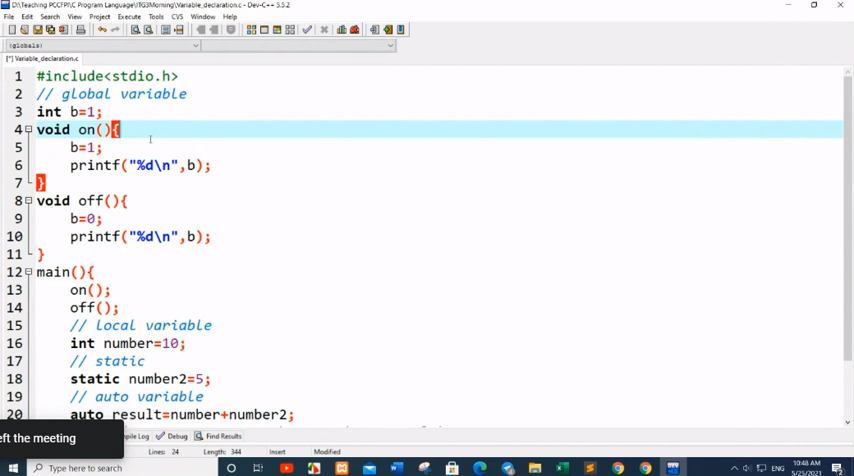 D:\Teaching PCCFPI\C Program Language\ITG3Morning\Variable_declaration.c - Dev-C++ 5.5.2
File Edit Search View Project Execute Tools CVS Window Help
(globals)
[*] Variable_declaration.c
1 #include<stdio.h>
2 // global variable
3 int b=1;
4 void on(){
5 b=1;
6 printf("%d\n",b);
7 }
8 void off(){
9 b=0;
10 printf("%d\n",b);
11 }
12 main(){
13 on();
14 off();
15 // local variable
16 int number=10;
17 // static
18 static number2=5;
19 // auto variable
20 auto result=number+number2;
eft the meeting
pile Log Debug Find Results
Lines: 24 Length: 344 Insert Modified
Type here to search
ENG
10:48 AM
5/25/2021
2